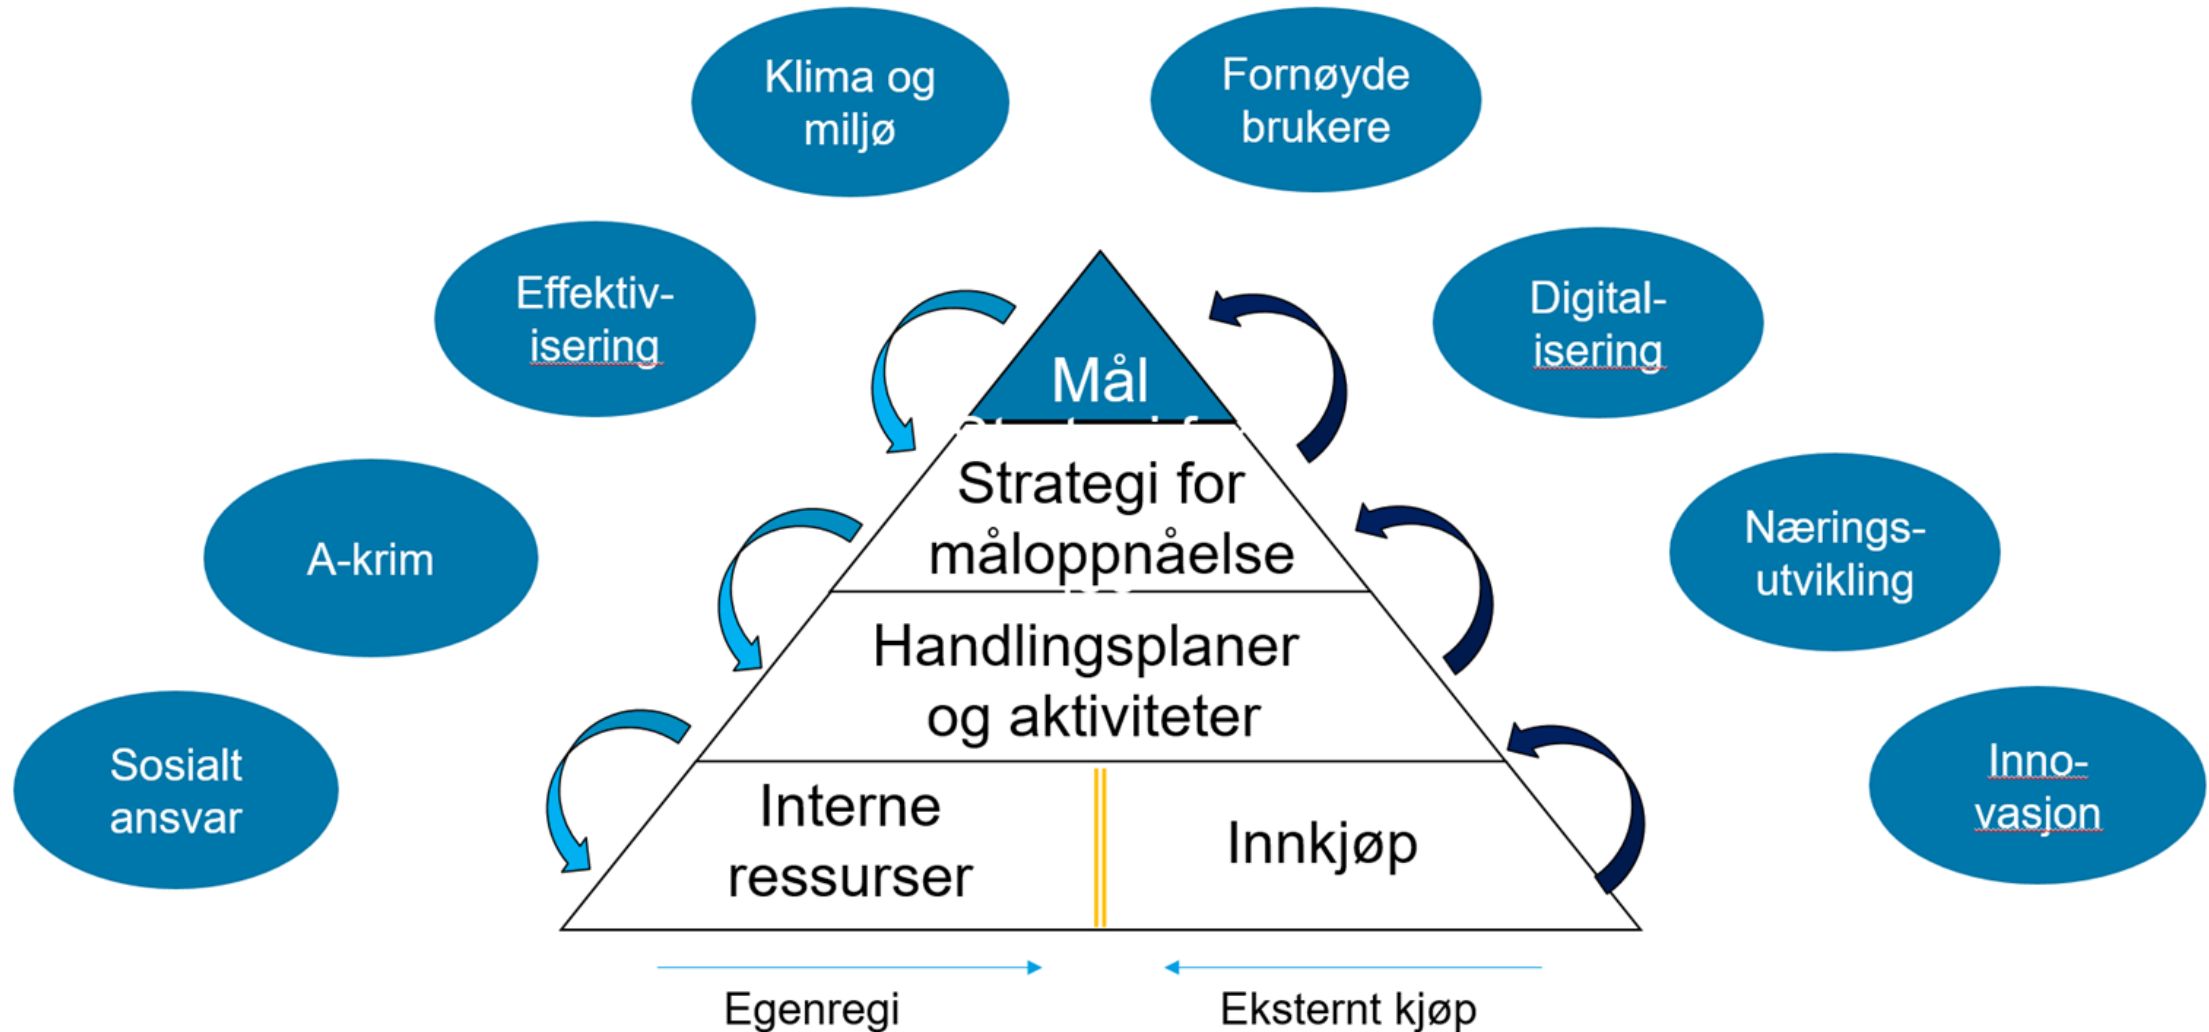 Klima og
miljø
Fornøyde
brukere
Effektiv-
isering
Digital-
isering
A-krim
Nærings-
utvikling
Sosialt
ansvar
Inno-
vasjon
Mål
Strategi for
måloppnåelse
Handlingsplaner
og aktiviteter
Interne
ressurser
Innkjøp
Egenregi
Eksternt kjøp